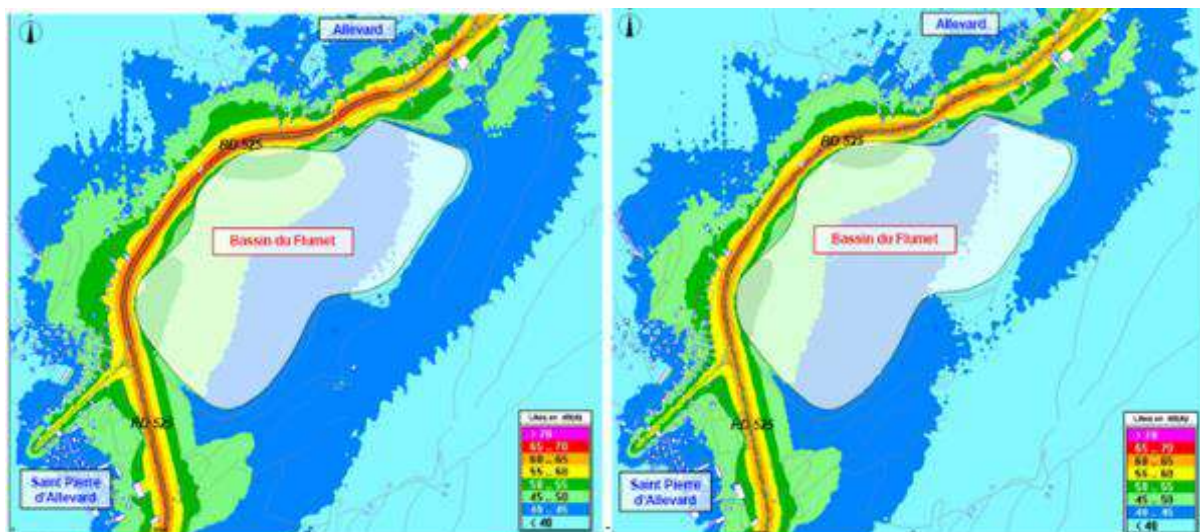 Allevard
RD 525
Bassin du Flumet
RD 525
Saint Pierre
d'Allevard
> 70
65 .. 70
60 .. 65
55 .. 60
50 .. 55
45 .. 50
40 .. 45
< 40
Allevard
RD 525
Bassin du Flumet
RD 525
Saint Pierre
d'Allevard
> 70
65 .. 70
60 .. 65
55 .. 60
50 .. 55
45 .. 50
40 .. 45
< 40